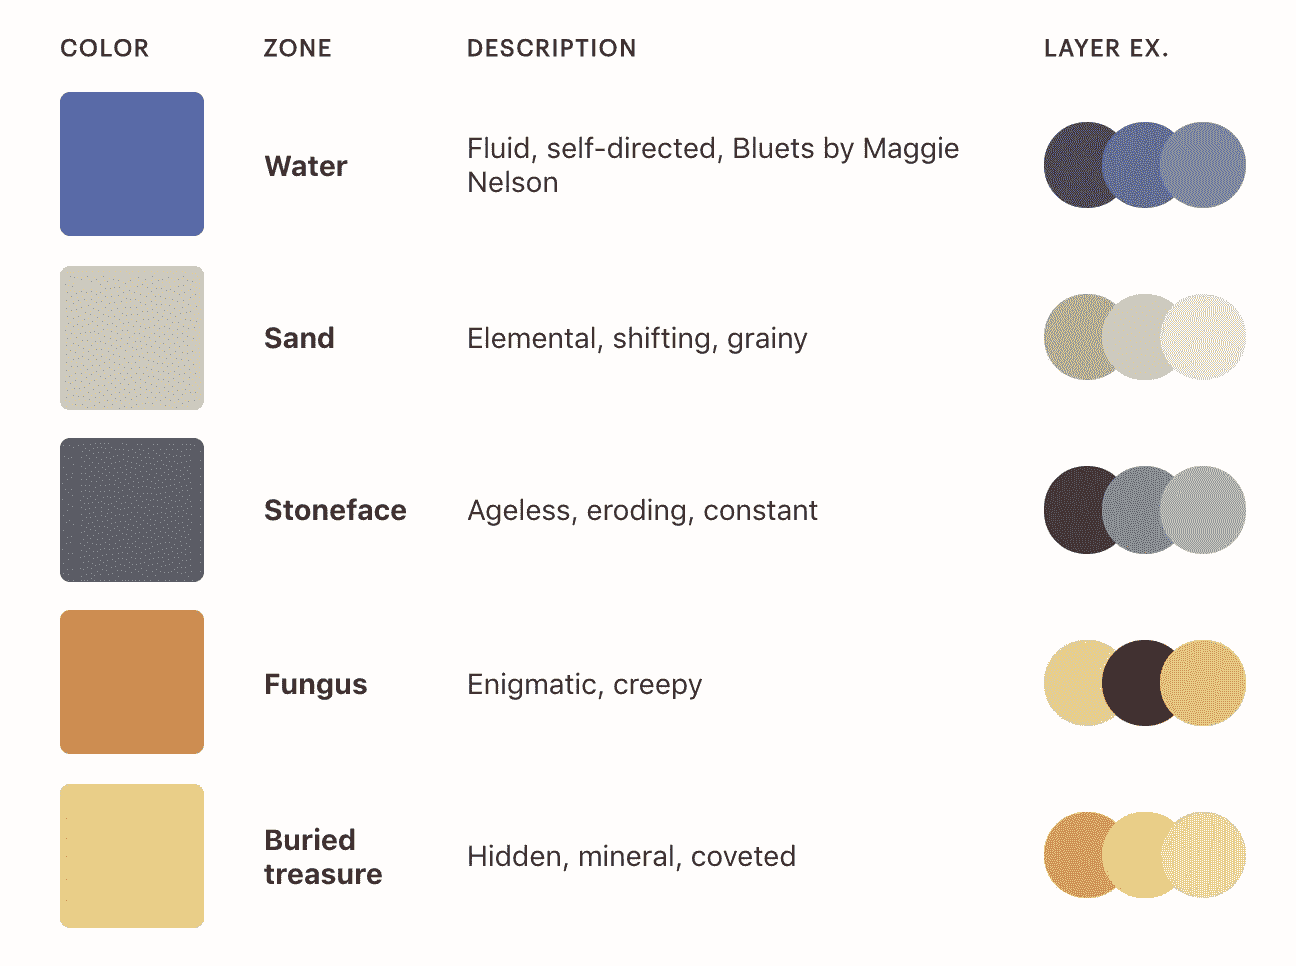 COLOR ZONE DESCRIPTION LAYER EX.
Water
Fluid, self-directed, Bluets by Maggie
Nelson
Sand
Elemental, shifting, grainy
Stoneface
Ageless, eroding, constant
Fungus
Enigmatic, creepy
Buried
treasure
Hidden, mineral, coveted